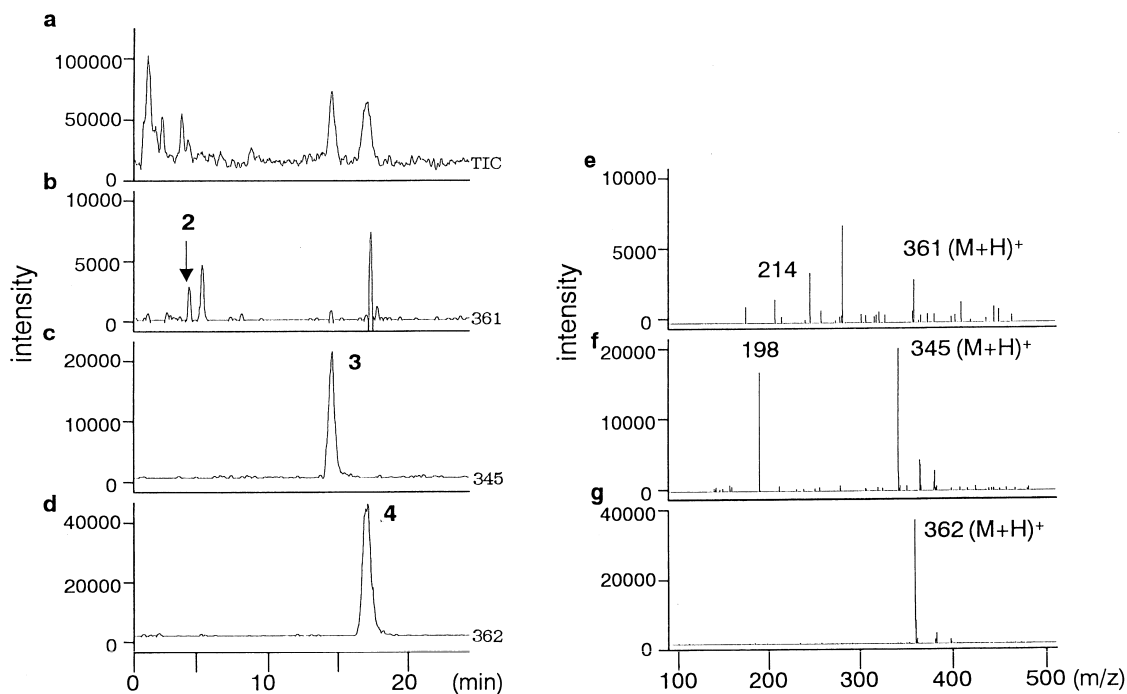 a
100000
50000
0
TIC
b
10000
5000
0
2
361
c
20000
10000
0
3
345
d
40000
20000
0
4
362
0
10
20
(min)
intensity
e
10000
5000
0
214
361 (M+H)+
f
20000
10000
0
198
345 (M+H)+
g
40000
20000
0
362 (M+H)+
100
200
300
400
500
(m/z)
intensity